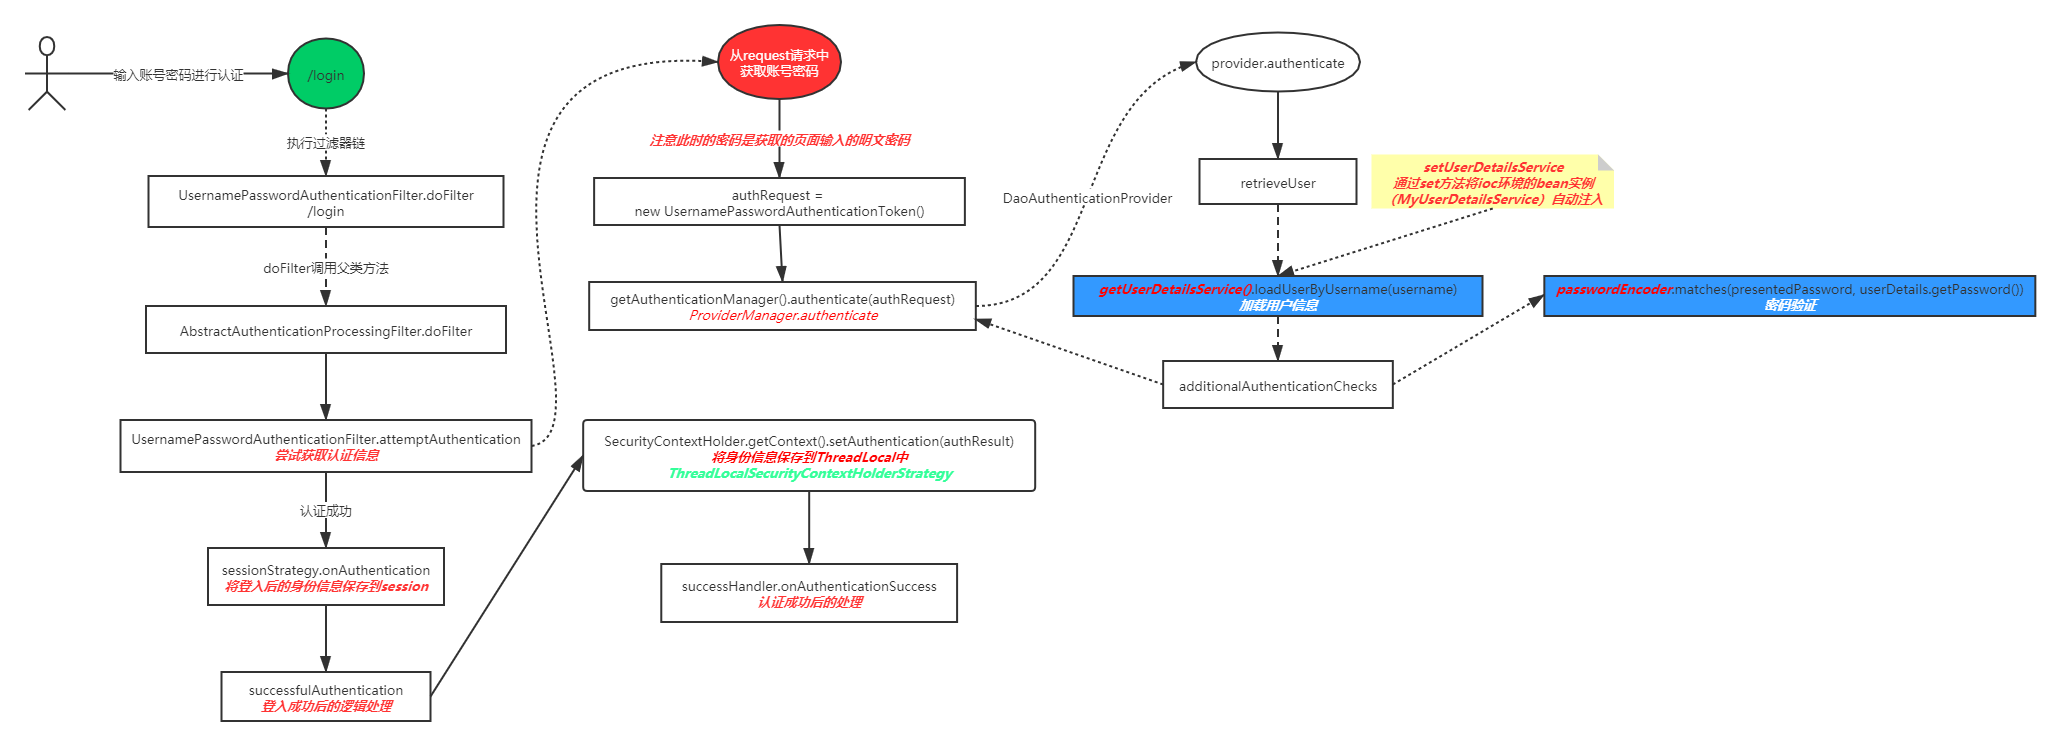 输入账号密码进行认证
/login
执行过滤器链
UsernamePasswordAuthenticationFilter.doFilter
/login
doFilter调用父类方法
AbstractAuthenticationProcessingFilter.doFilter
UsernamePasswordAuthenticationFilter.attemptAuthentication
尝试获取认证信息
认证成功
sessionStrategy.onAuthentication
将登入后的身份信息保存到session
successfulAuthentication
登入成功后的逻辑处理
从request请求中
获取账号密码
注意此时的密码是获取的页面输入的明文密码
authRequest =
new UsernamePasswordAuthenticationToken()
getAuthenticationManager().authenticate(authRequest)
ProviderManager.authenticate
SecurityContextHolder.getContext().setAuthentication(authResult)
将身份信息保存到ThreadLocal中
ThreadLocalSecurityContextHolderStrategy
successHandler.onAuthenticationSuccess
认证成功后的处理
DaoAuthenticationProvider
provider.authenticate
retrieveUser
setUserDetailsService
通过set方法将ioc环境的bean实例
（MyUserDetailsService）自动注入
getUserDetailsService().loadUserByUsername(username)
加载用户信息
additionalAuthenticationChecks
passwordEncoder.matches(presentedPassword, userDetails.getPassword())
密码验证